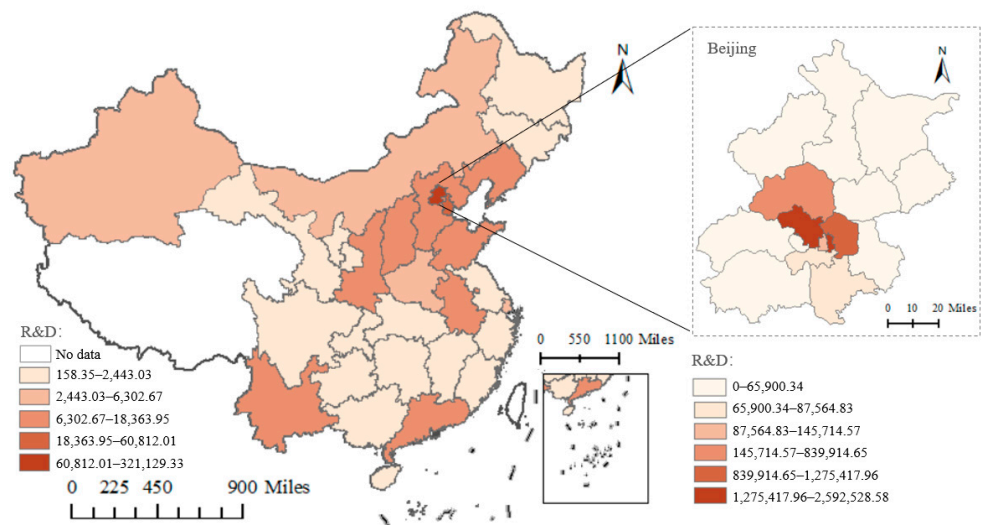 N
Beijing
N
0 10 20 Miles
R&D:
No data
158.35–2,443.03
2,443.03–6,302.67
6,302.67–18,363.95
18,363.95–60,812.01
60,812.01–321,129.33
0 225 450 900 Miles
0 550 1100 Miles
R&D:
0–65,900.34
65,900.34–87,564.83
87,564.83–145,714.57
145,714.57–839,914.65
839,914.65–1,275,417.96
1,275,417.96–2,592,528.58